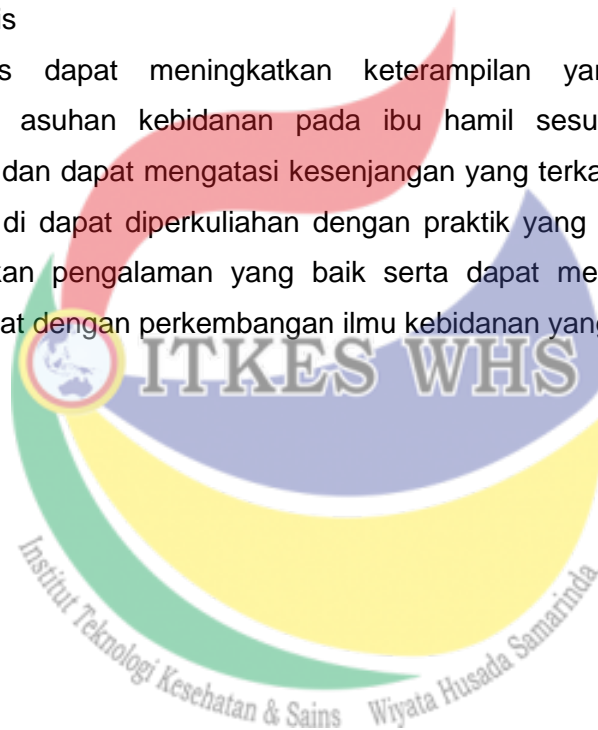 is
s dapat meningkatkan keterampilan yan
asuhan kebidanan pada ibu hamil sesu
dan dapat mengatasi kesenjangan yang terka
di dapat diperkuliahan dengan praktik yang
kan pengalaman yang baik serta dapat me
at dengan perkembangan ilmu kebidanan yang
ITKES WHS
Institut Teknologi Kesehatan & Sains Wiyata Husada Samarinda